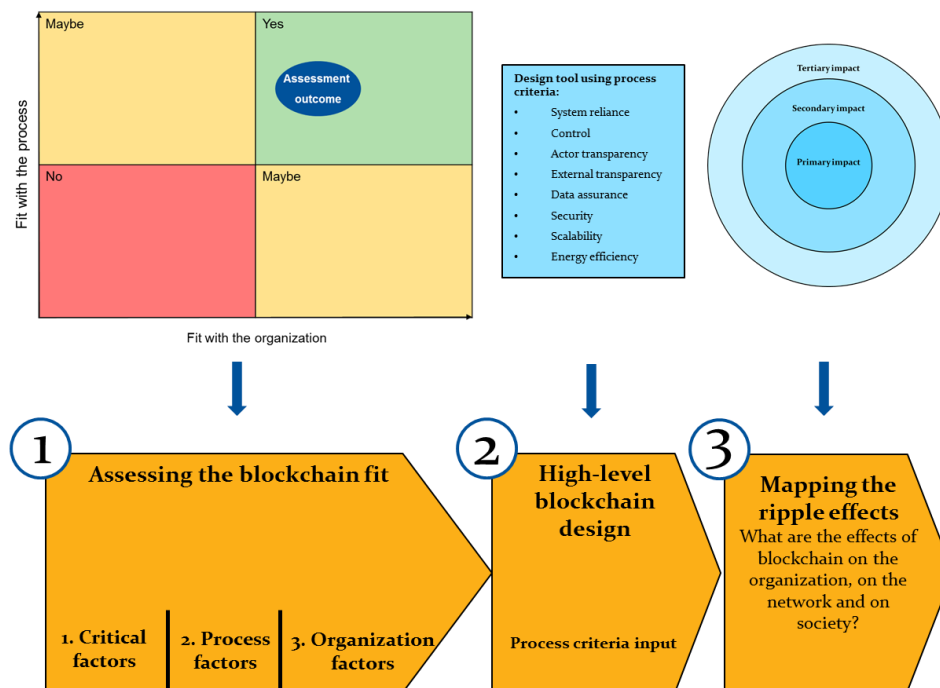 Maybe
Yes
Assessment
outcome
No
Maybe
Fit with the process
Fit with the organization
Design tool using process
criteria:
• System reliance
• Control
• Actor transparency
• External transparency
• Data assurance
• Security
• Scalability
• Energy efficiency
Tertiary impact
Secondary impact
Primary impact
1
Assessing the blockchain fit
1. Critical
factors
2. Process
factors
3. Organization
factors
2
High-level
blockchain
design
Process criteria input
3
Mapping the
ripple effects
What are the effects of
blockchain on the
organization, on the
network and on
society?